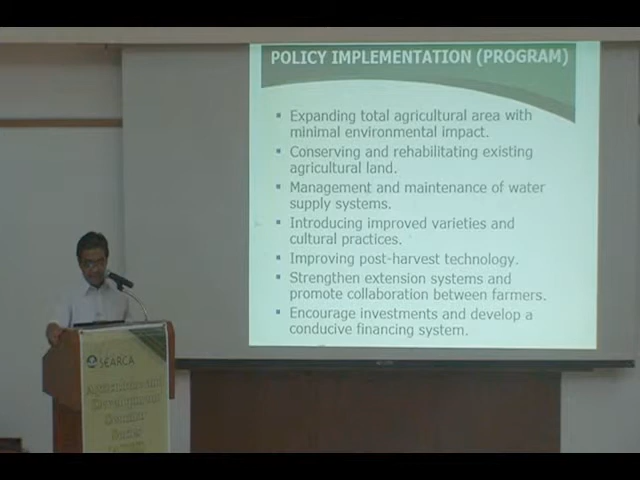 POLICY IMPLEMENTATION (PROGRAM)
▪ Expanding total agricultural area with
minimal environmental impact.
▪ Conserving and rehabilitating existing
agricultural land.
▪ Management and maintenance of water
supply systems.
▪ Introducing improved varieties and
cultural practices.
▪ Improving post-harvest technology.
▪ Strengthen extension systems and
promote collaboration between farmers.
▪ Encourage investments and develop a
conducive financing system.
SEARCA
Development